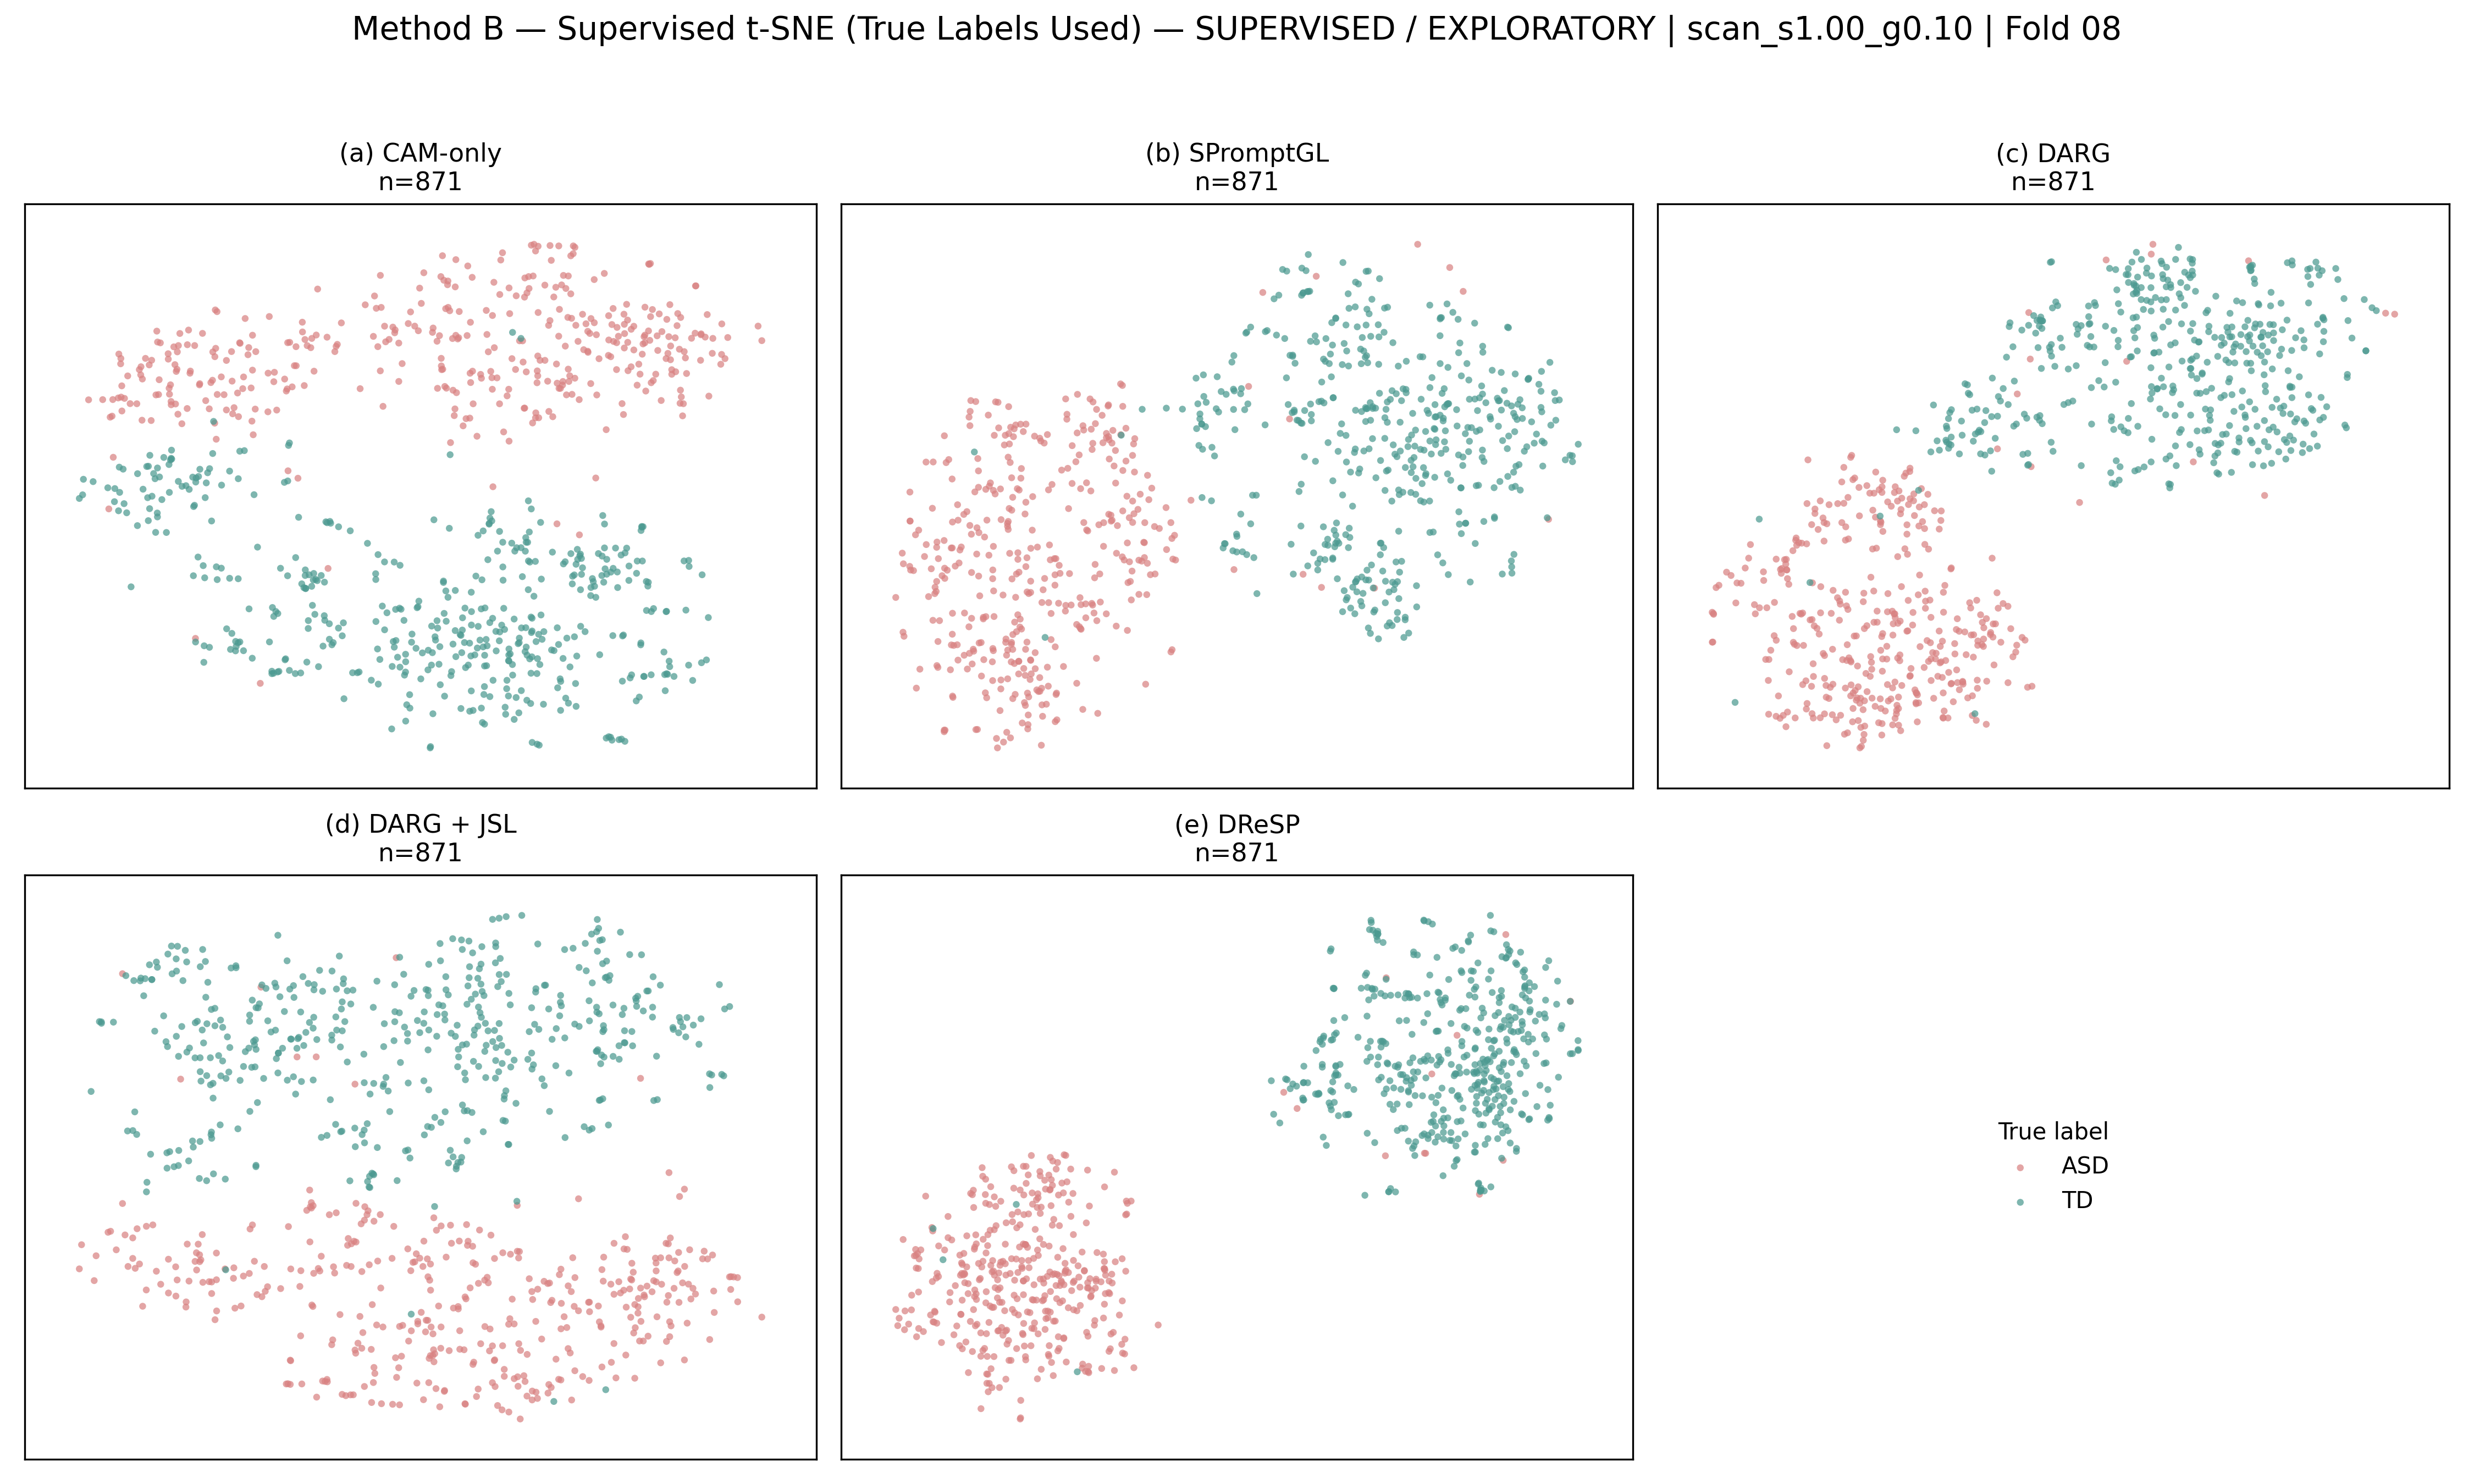 Method B — Supervised t-SNE (True Labels Used) — SUPERVISED / EXPLORATORY | scan_s1.00_g0.10 | Fold 08
(a) CAM-only
n=871
(b) SPromptGL
n=871
(c) DARG
n=871
(d) DARG + JSL
n=871
(e) DReSP
n=871
True label
ASD
TD